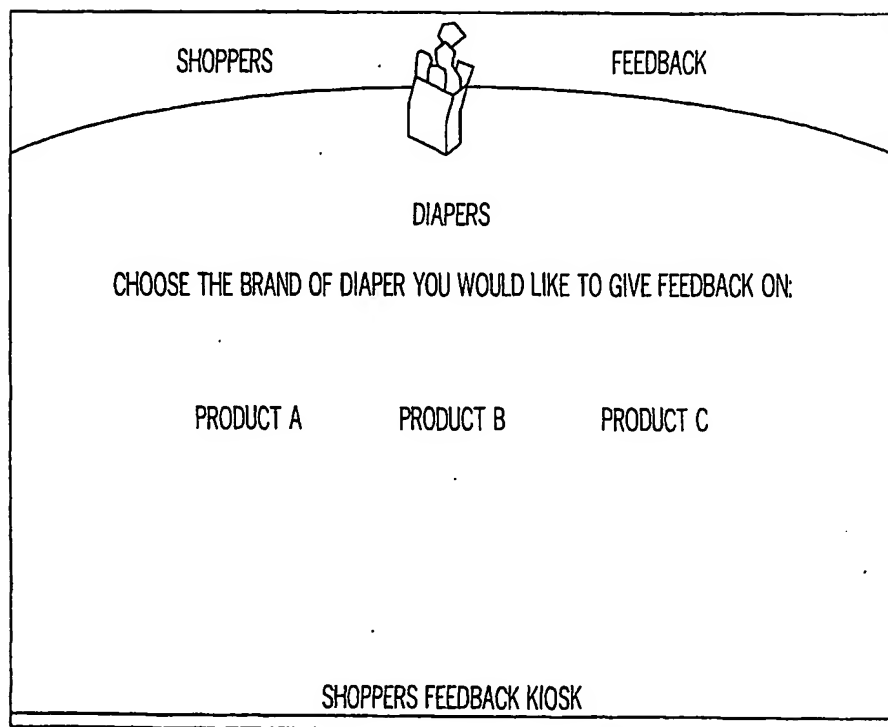 SHOPPERS FEEDBACK
DIAPERS
CHOOSE THE BRAND OF DIAPER YOU WOULD LIKE TO GIVE FEEDBACK ON:
PRODUCT A PRODUCT B PRODUCT C
SHOPPERS FEEDBACK KIOSK